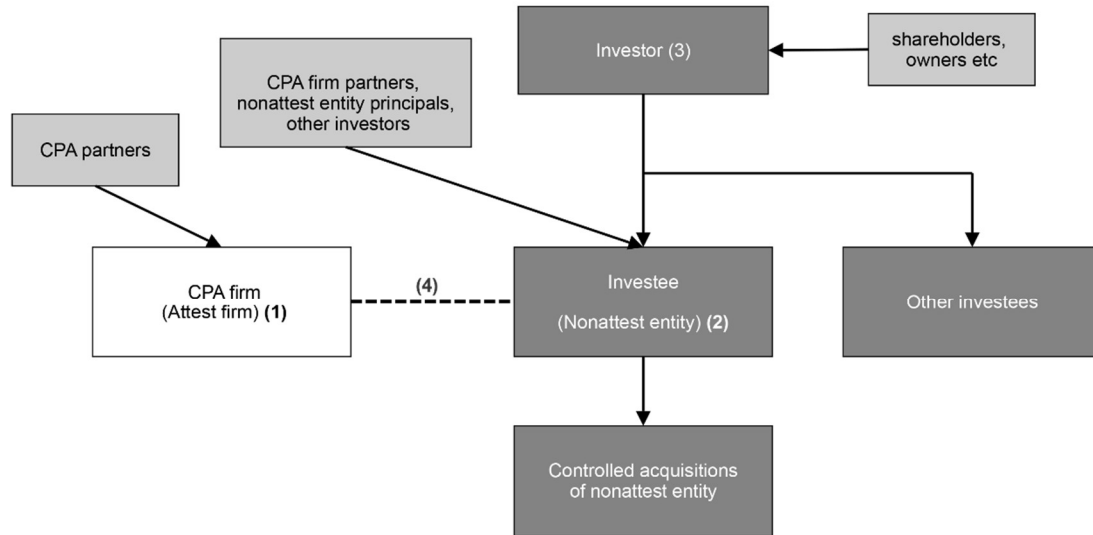 Investor (3)
shareholders,
owners etc
CPA firm partners,
nonattest entity principals,
other investors
CPA partners
CPA firm
(Attest firm) (1)
(4)
Investee
(Nonattest entity) (2)
Other investees
Controlled acquisitions
of nonattest entity